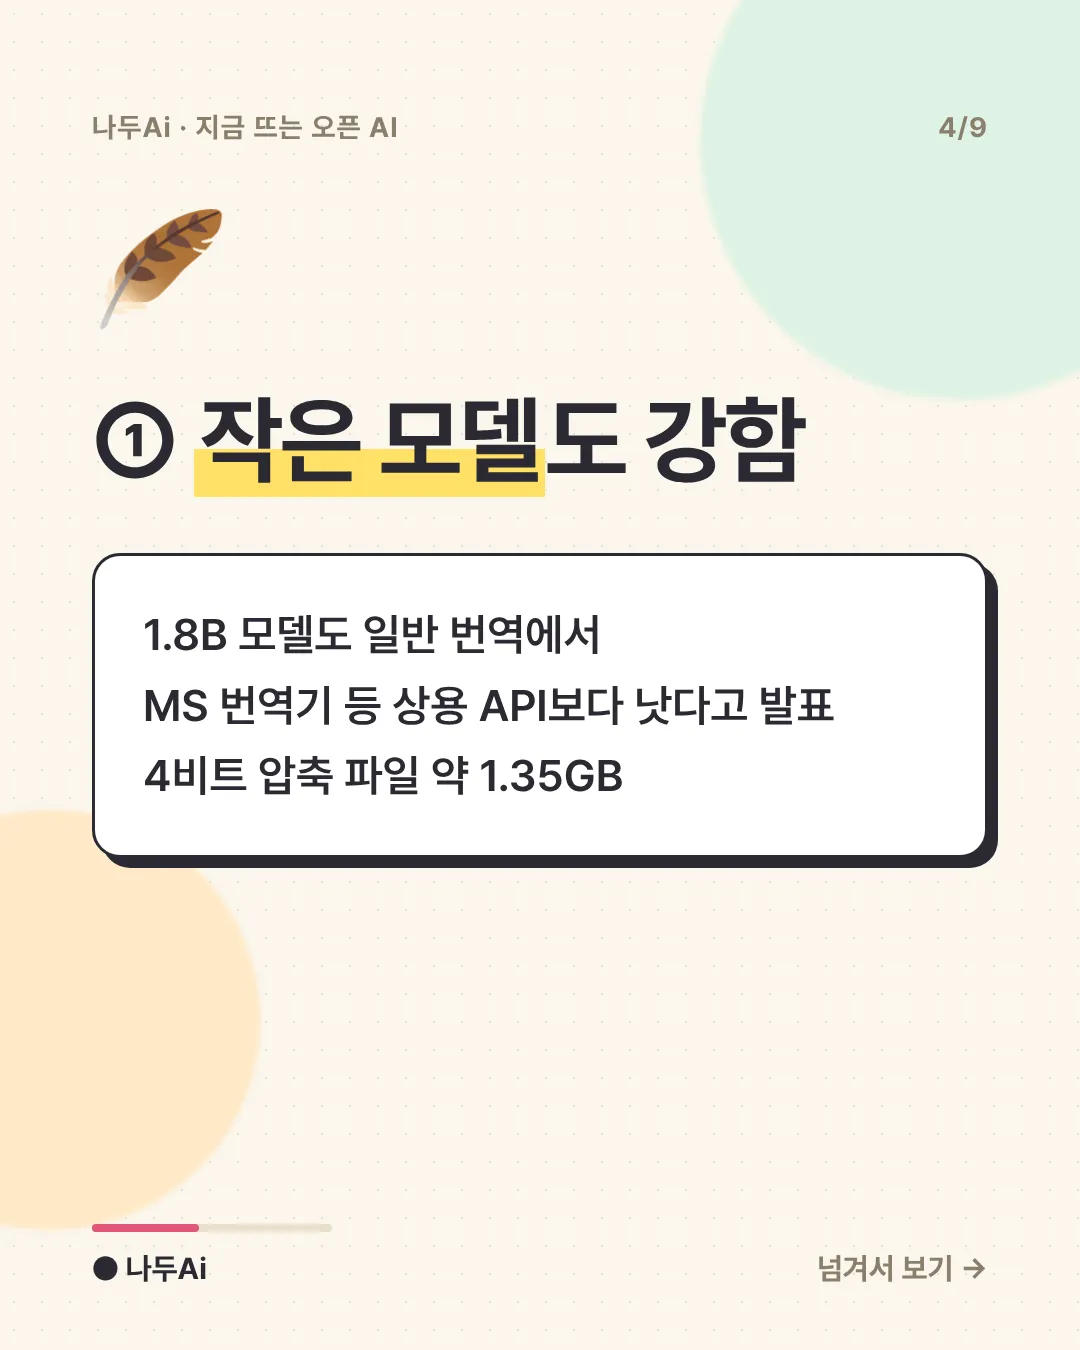 나두Ai · 지금 뜨는 오픈 AI
4/9
① 작은 모델도 강함
1.8B 모델도 일반 번역에서
MS 번역기 등 상용 API보다 낫다고 발표
4비트 압축 파일 약 1.35GB
● 나두Ai
넘겨서 보기 →